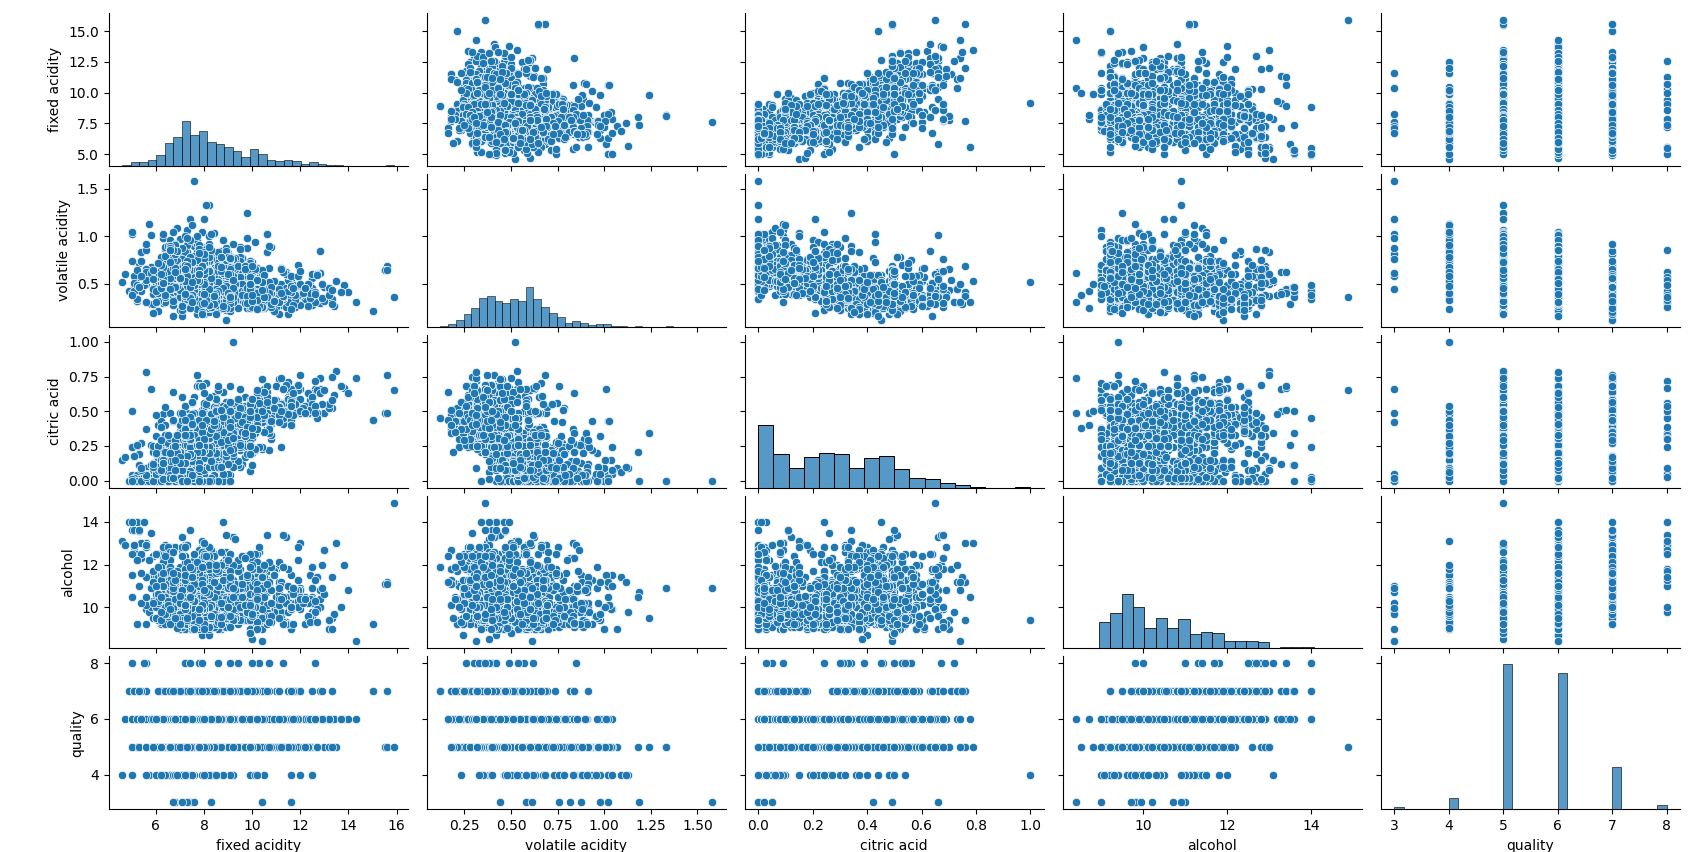 fixed acidity
15.0
12.5
10.0
7.5
5.0
volatile acidity
1.5
1.0
0.5
citric acid
1.00
0.75
0.50
0.25
0.00
alcohol
14
12
10
quality
8
6
4
6 8 10 12 14 16
0.25 0.50 0.75 1.00 1.25 1.50
0.0 0.2 0.4 0.6 0.8 1.0
10 12 14
3 4 5 6 7 8
fixed acidity
volatile acidity
citric acid
alcohol
quality